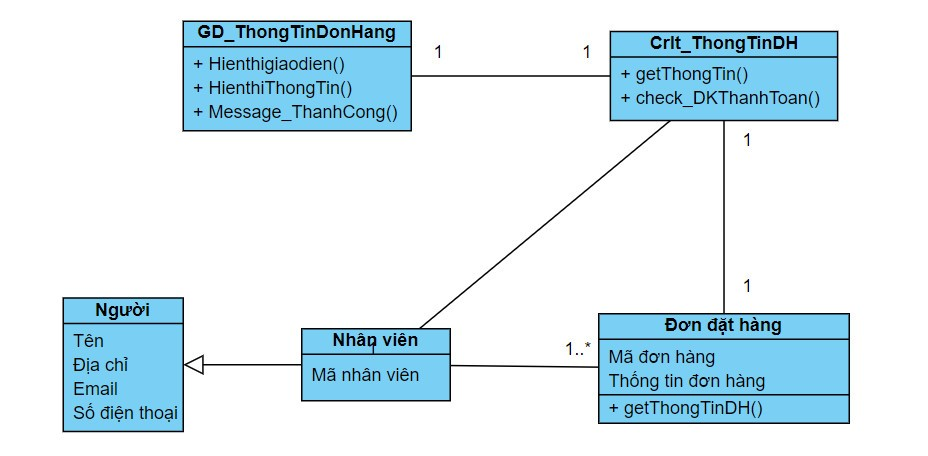 GD_ThongTinDonHang
+ Hienthigiaodien()
+ HienthiThongTin()
+ Message_ThanhCong()
1
1
Crlt_ThongTinDH
+ getThongTin()
+ check_DKThanhToan()
1
1
Người
Tên
Địa chỉ
Email
Số điện thoại
Nhân viên
1
Mã nhân viên
1..*
Đơn đặt hàng
Mã đơn hàng
Thống tin đơn hàng
+ getThongTinDH()